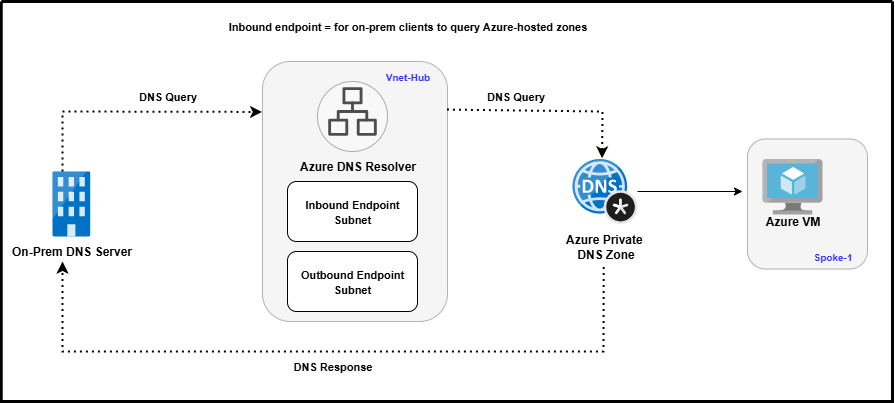 Inbound endpoint = for on-prem clients to query Azure-hosted zones
Vnet-Hub
DNS Query
DNS Query
Azure DNS Resolver
Inbound Endpoint
Subnet
Outbound Endpoint
Subnet
On-Prem DNS Server
DNS
Azure Private
DNS Zone
Azure VM
Spoke-1
DNS Response